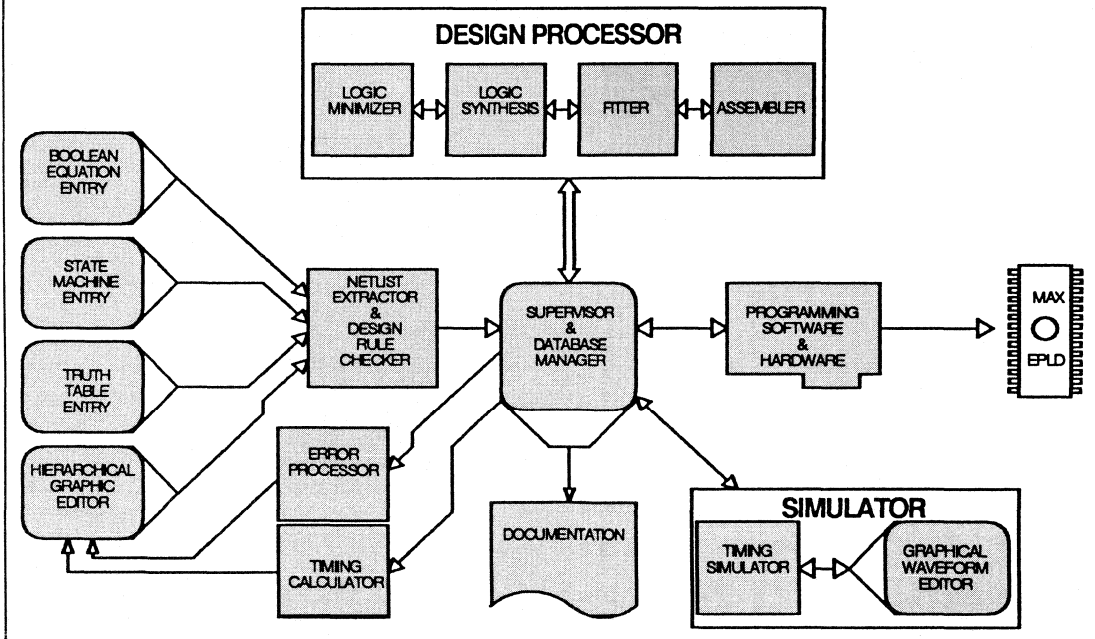 DESIGN PROCESSOR
LOGIC
MINIMIZER
LOGIC
SYNTHESIS
FITTER
ASSEMBLER
BOOLEAN
EQUATION
ENTRY
STATE
MACHINE
ENTRY
TRUTH
TABLE
ENTRY
HIERARCHICAL
GRAPHIC
EDITOR
NETLIST
EXTRACTOR
&
DESIGN
RULE
CHECKER
SUPERVISOR
&
DATABASE
MANAGER
PROGRAMMING
SOFTWARE
&
HARDWARE
MAX
EPLD
ERROR
PROCESSOR
TIMING
CALCULATOR
DOCUMENTATION
SIMULATOR
TIMING
SIMULATOR
GRAPHICAL
WAVEFORM
EDITOR